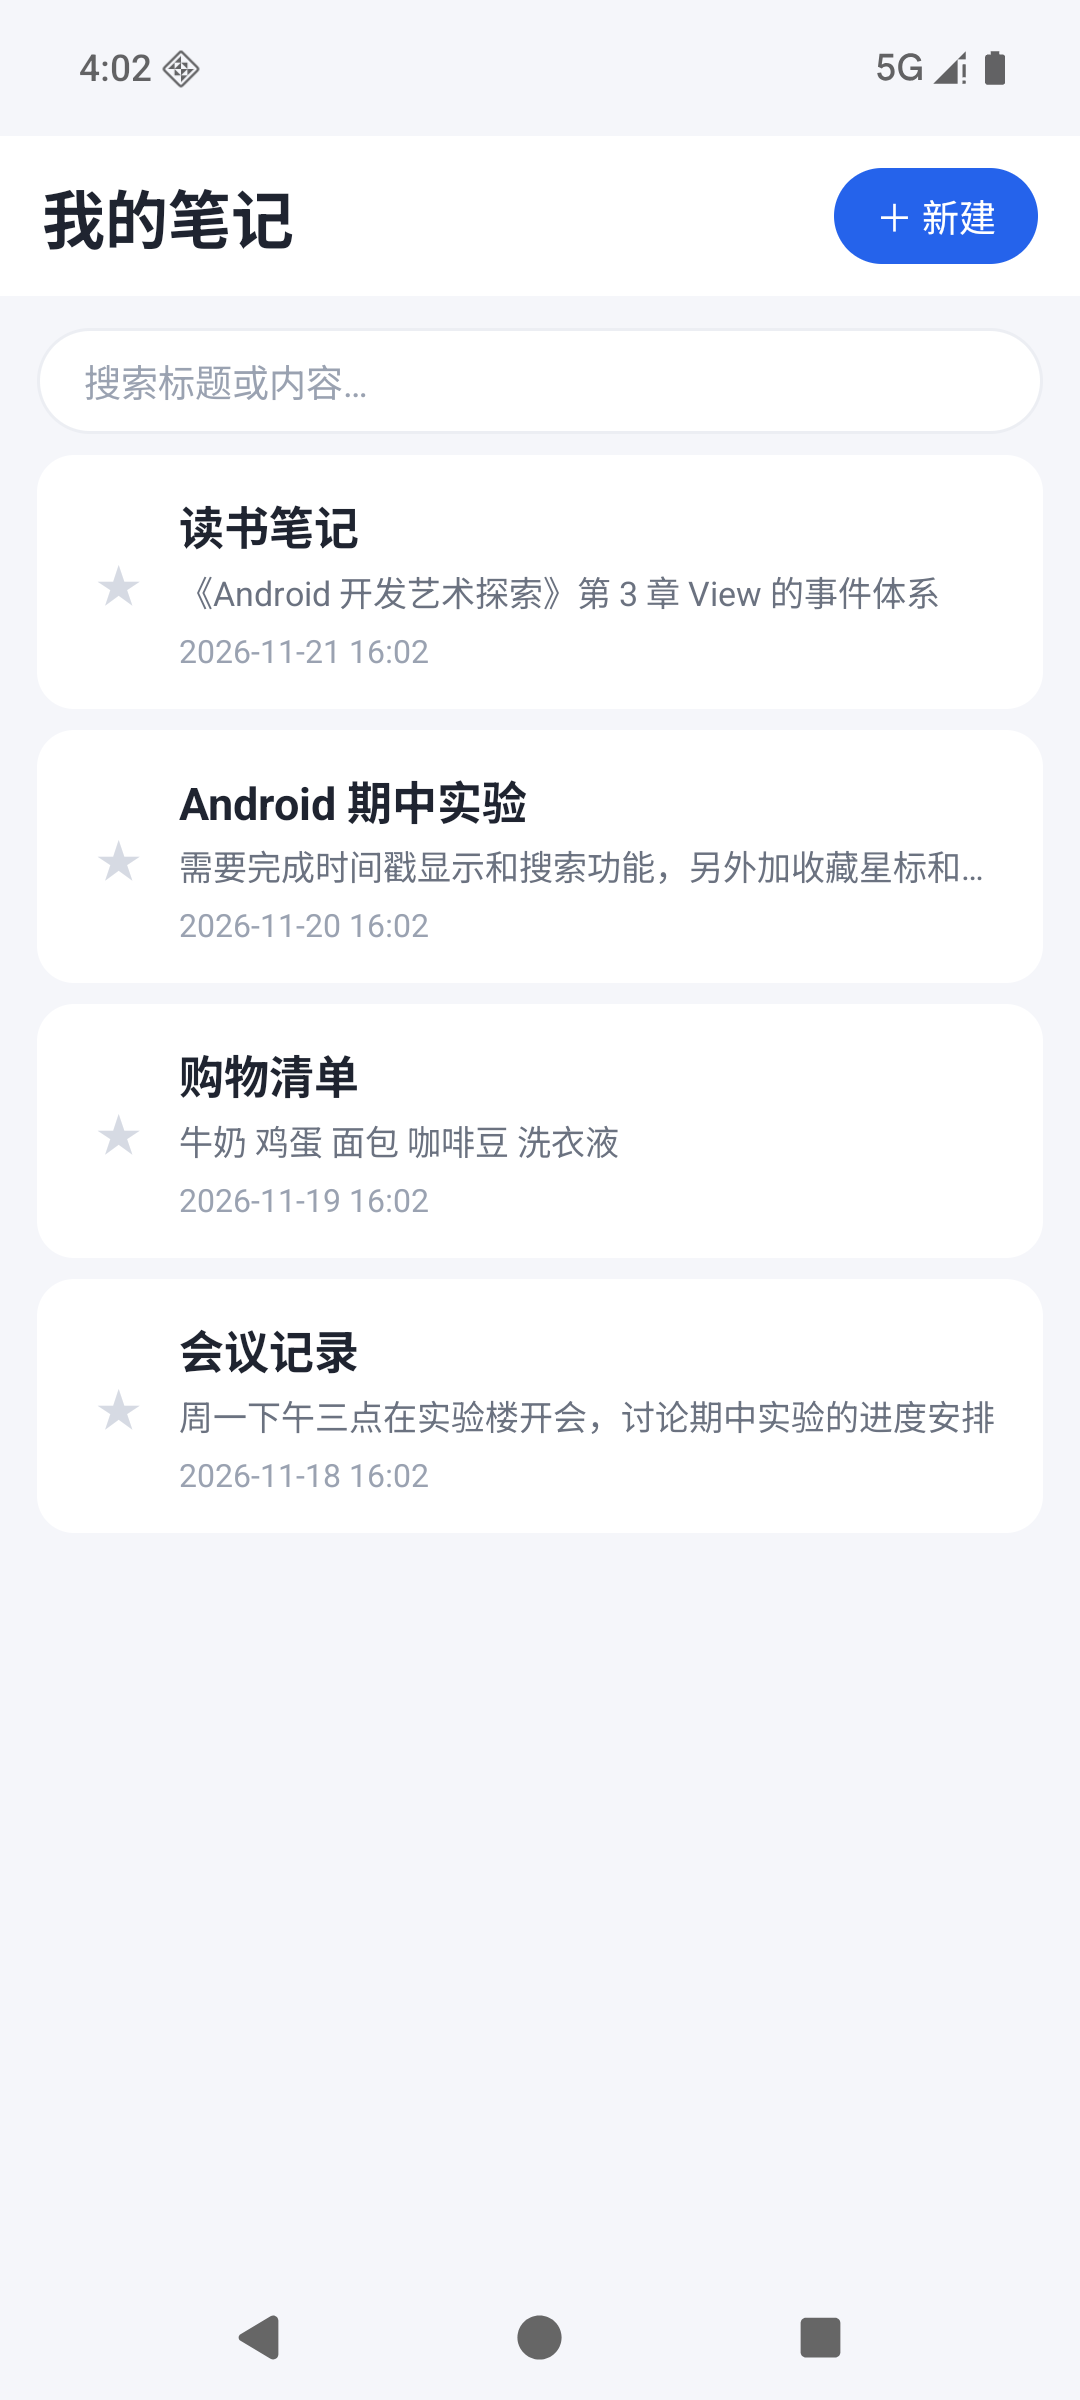 4:02
5G
我的笔记
＋ 新建
搜索标题或内容…
读书笔记
《Android 开发艺术探索》第 3 章 View 的事件体系
2026-11-21 16:02
Android 期中实验
需要完成时间戳显示和搜索功能，另外加收藏星标和…
2026-11-20 16:02
购物清单
牛奶 鸡蛋 面包 咖啡豆 洗衣液
2026-11-19 16:02
会议记录
周一下午三点在实验楼开会，讨论期中实验的进度安排
2026-11-18 16:02